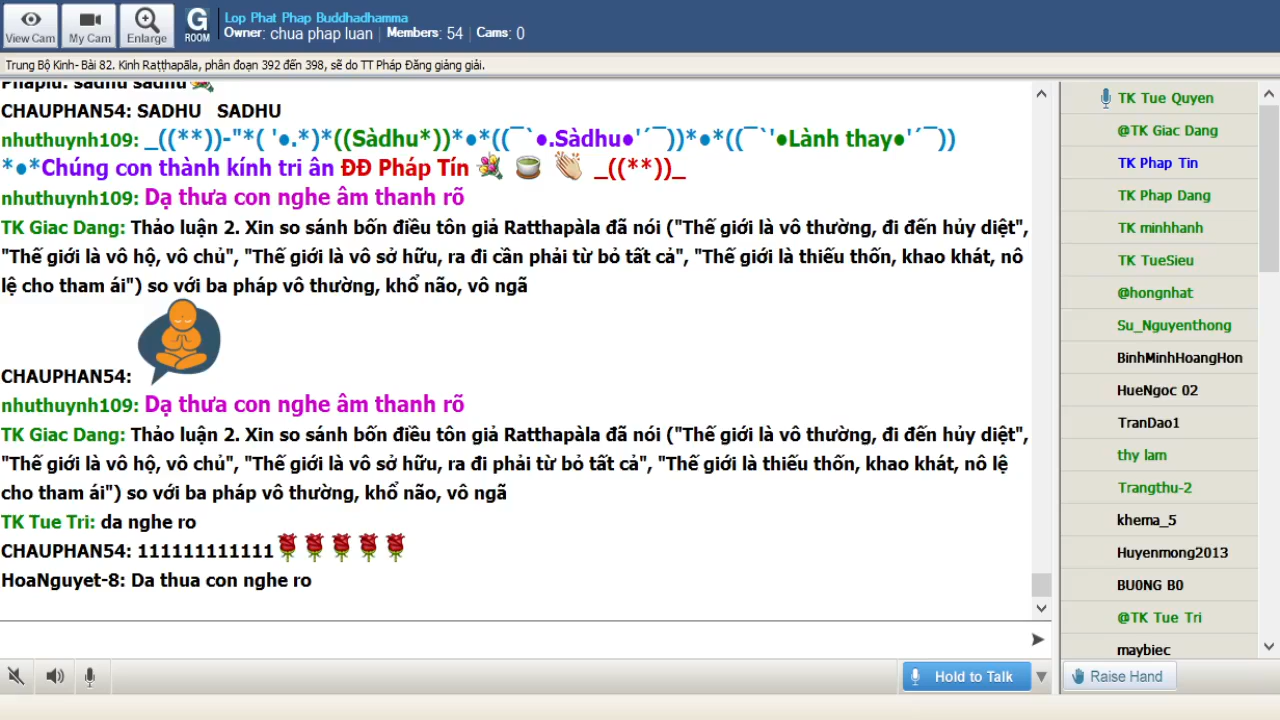 View Cam
My Cam
Enlarge
G
ROOM
Lop Phat Phap Buddhadhamma
Owner: chua phap luan | Members: 54 | Cams: 0
Trung Bộ Kinh- Bài 82. Kinh Raṭṭhapāla, phân đoạn 392 đến 398, sẽ do TT Pháp Đăng giảng giải.
Phaplu: sadhu sadhu
CHAUPHAN54: SADHU SADHU
nhuthuynh109: _((**))-"*( '●.*)*((Sàdhu*))*●*((¯`●.Sàdhu●'´¯))*●*((¯`'●Lành thay●'´¯))
*●*Chúng con thành kính tri ân ĐĐ Pháp Tín _((**))_
nhuthuynh109: Dạ thưa con nghe âm thanh rõ
TK Giac Dang: Thảo luận 2. Xin so sánh bốn điều tôn giả Ratthapàla đã nói ("Thế giới là vô thường, đi đến hủy diệt",
"Thế giới là vô hộ, vô chủ", "Thế giới là vô sở hữu, ra đi cần phải từ bỏ tất cả", "Thế giới là thiếu thốn, khao khát, nô
lệ cho tham ái") so với ba pháp vô thường, khổ não, vô ngã
CHAUPHAN54:
nhuthuynh109: Dạ thưa con nghe âm thanh rõ
TK Giac Dang: Thảo luận 2. Xin so sánh bốn điều tôn giả Ratthapàla đã nói ("Thế giới là vô thường, đi đến hủy diệt",
"Thế giới là vô hộ, vô chủ", "Thế giới là vô sở hữu, ra đi phải từ bỏ tất cả", "Thế giới là thiếu thốn, khao khát, nô lệ
cho tham ái") so với ba pháp vô thường, khổ não, vô ngã
TK Tue Tri: da nghe ro
CHAUPHAN54: 111111111111
HoaNguyet-8: Da thua con nghe ro
Hold to Talk
TK Tue Quyen
@TK Giac Dang
TK Phap Tin
TK Phap Dang
TK minhhanh
TK TueSieu
@hongnhat
Su_Nguyenthong
BinhMinhHoangHon
HueNgoc 02
TranDao1
thy lam
Trangthu-2
khema_5
Huyenmong2013
BU0NG B0
@TK Tue Tri
maybiec
Raise Hand